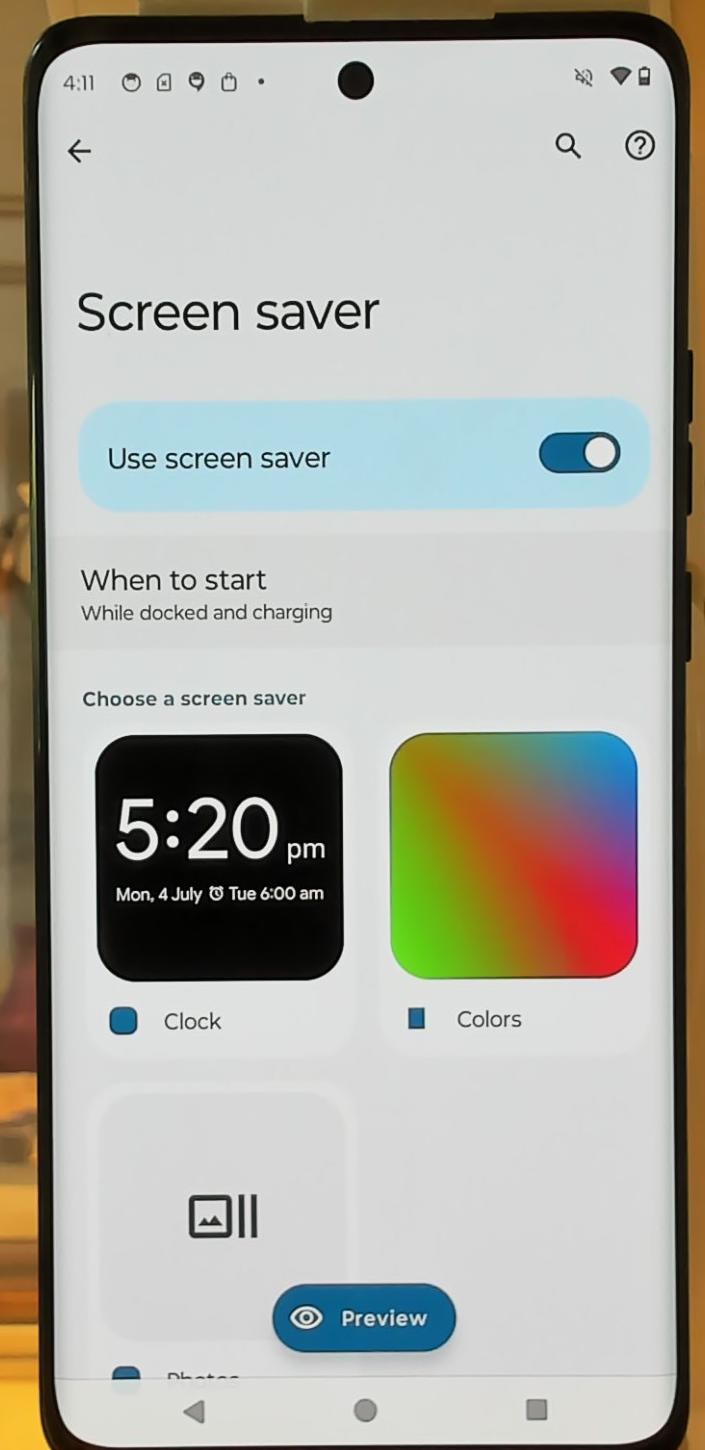 4:11
Screen saver
Use screen saver
When to start
While docked and charging
Choose a screen saver
5:20 pm
Mon, 4 July Tue 6:00 am
Clock
Colors
Preview
Photos